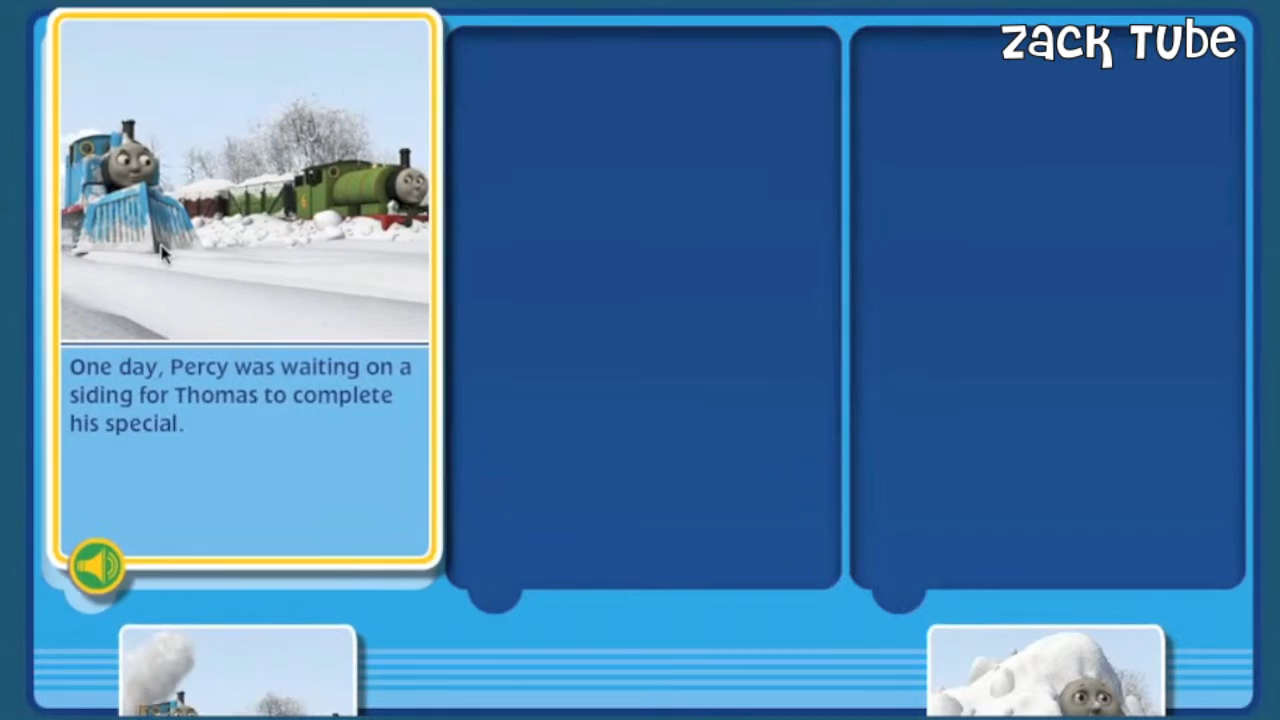 Zack Tube
One day, Percy was waiting on a
siding for Thomas to complete
his special.